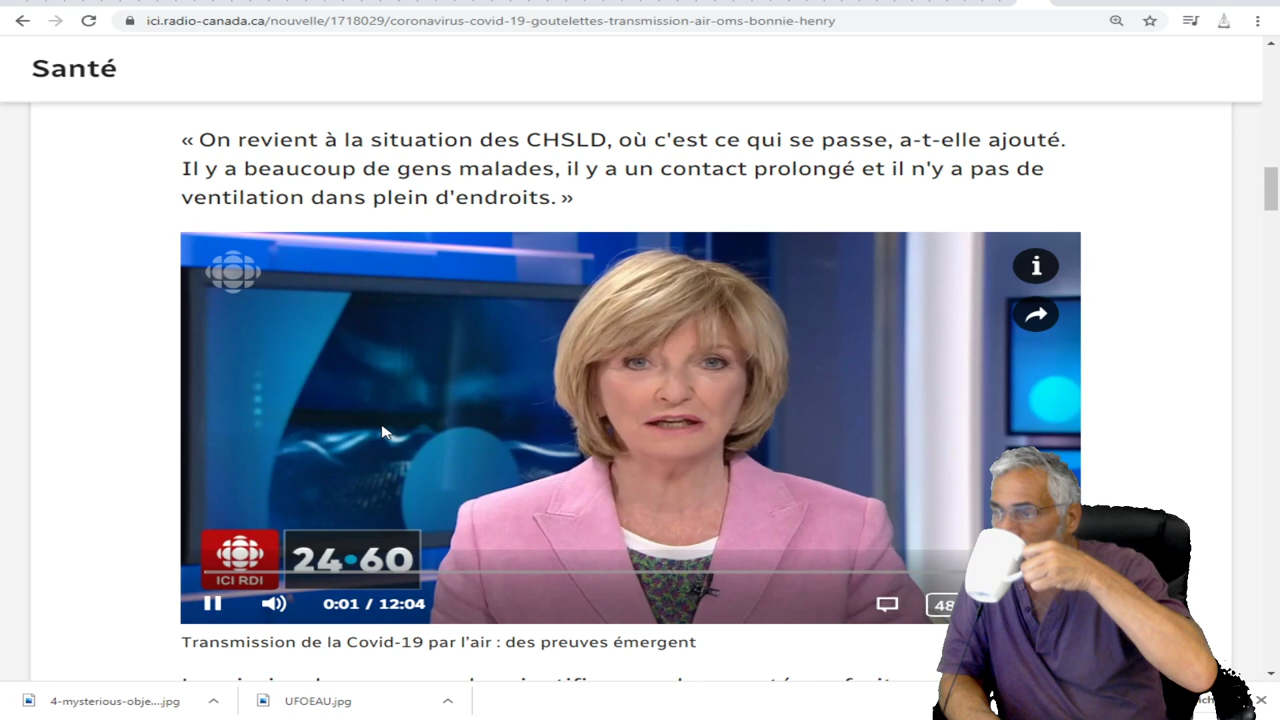 ici.radio-canada.ca/nouvelle/1718029/coronavirus-covid-19-goutelettes-transmission-air-oms-bonnie-henry
Santé
« On revient à la situation des CHSLD, où c'est ce qui se passe, a-t-elle ajouté.
Il y a beaucoup de gens malades, il y a un contact prolongé et il n'y a pas de
ventilation dans plein d'endroits. »
i
24•60
ICI RDI
0:01 / 12:04
48
Transmission de la Covid-19 par l'air : des preuves émergent
4-mysterious-obje....jpg
UFOEAU.jpg